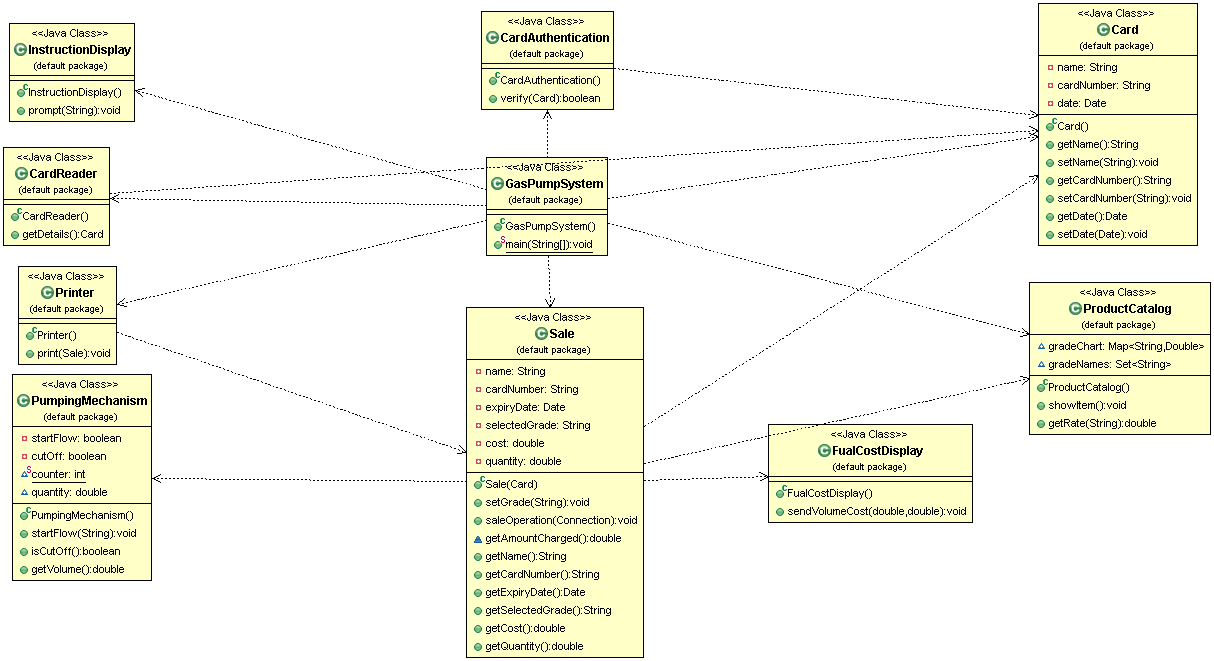 <<Java Class>>
InstructionDisplay
(default package)
InstructionDisplay()
prompt(String):void
<<Java Class>>
CardAuthentication
(default package)
CardAuthentication()
verify(Card):boolean
<<Java Class>>
Card
(default package)
name: String
cardNumber: String
date: Date
Card()
getName():String
setName(String):void
getCardNumber():String
setCardNumber(String):void
getDate():Date
setDate(Date):void
<<Java Class>>
CardReader
(default package)
CardReader()
getDetails():Card
<<Java Class>>
GasPumpSystem
(default package)
GasPumpSystem()
main(String[]):void
<<Java Class>>
Printer
(default package)
Printer()
print(Sale):void
<<Java Class>>
Sale
(default package)
name: String
cardNumber: String
expiryDate: Date
selectedGrade: String
cost: double
quantity: double
Sale(Card)
setGrade(String):void
saleOperation(Connection):void
getAmountCharged():double
getName():String
getCardNumber():String
getExpiryDate():Date
getSelectedGrade():String
getCost():double
getQuantity():double
<<Java Class>>
ProductCatalog
(default package)
gradeChart: Map<String,Double>
gradeNames: Set<String>
ProductCatalog()
showItem():void
getRate(String):double
<<Java Class>>
PumpingMechanism
(default package)
startFlow: boolean
cutOff: boolean
counter: int
quantity: double
PumpingMechanism()
startFlow(String):void
isCutOff():boolean
getVolume():double
<<Java Class>>
FualCostDisplay
(default package)
FualCostDisplay()
sendVolumeCost(double,double):void